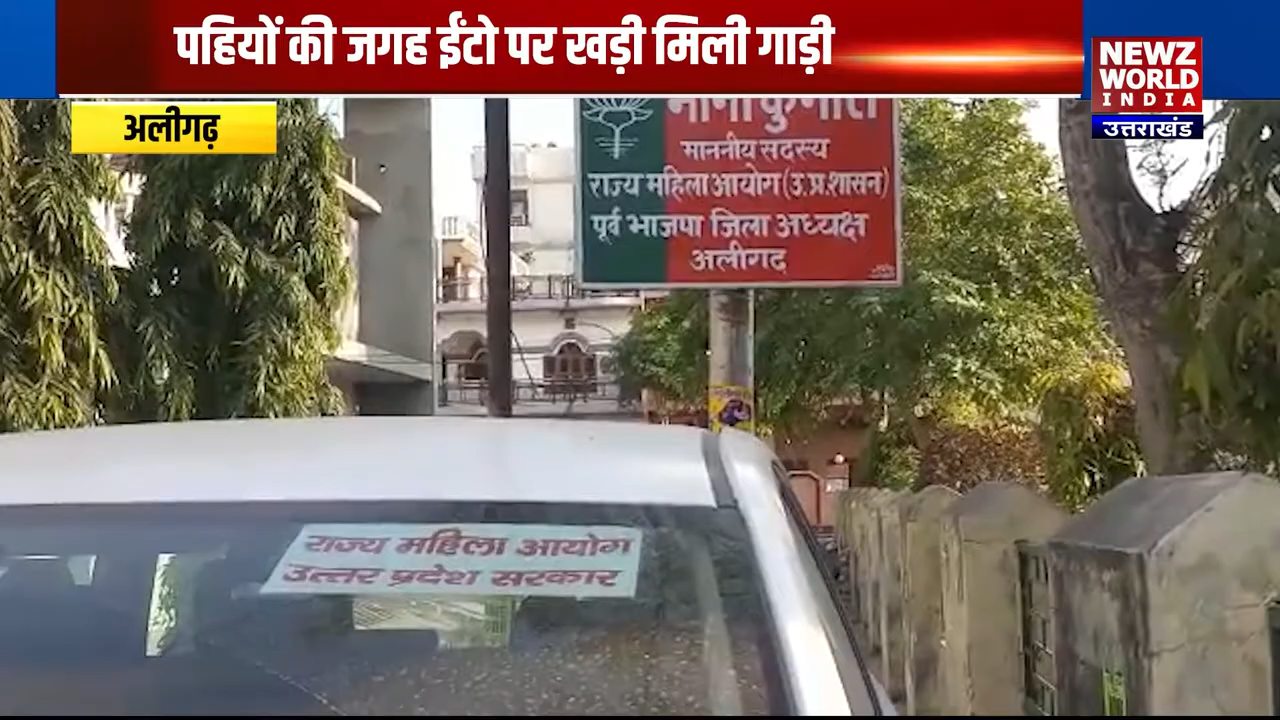 पहियों की जगह ईंटो पर खड़ी मिली गाड़ी
NEWZ
WORLD
INDIA
उत्तराखंड
अलीगढ़
माननीय सदस्य
राज्य महिला आयोग (उ.प्र.शासन)
पूर्व भाजपा जिला अध्यक्ष
अलीगढ
राज्य महिला आयोग
उत्तर प्रदेश सरकार